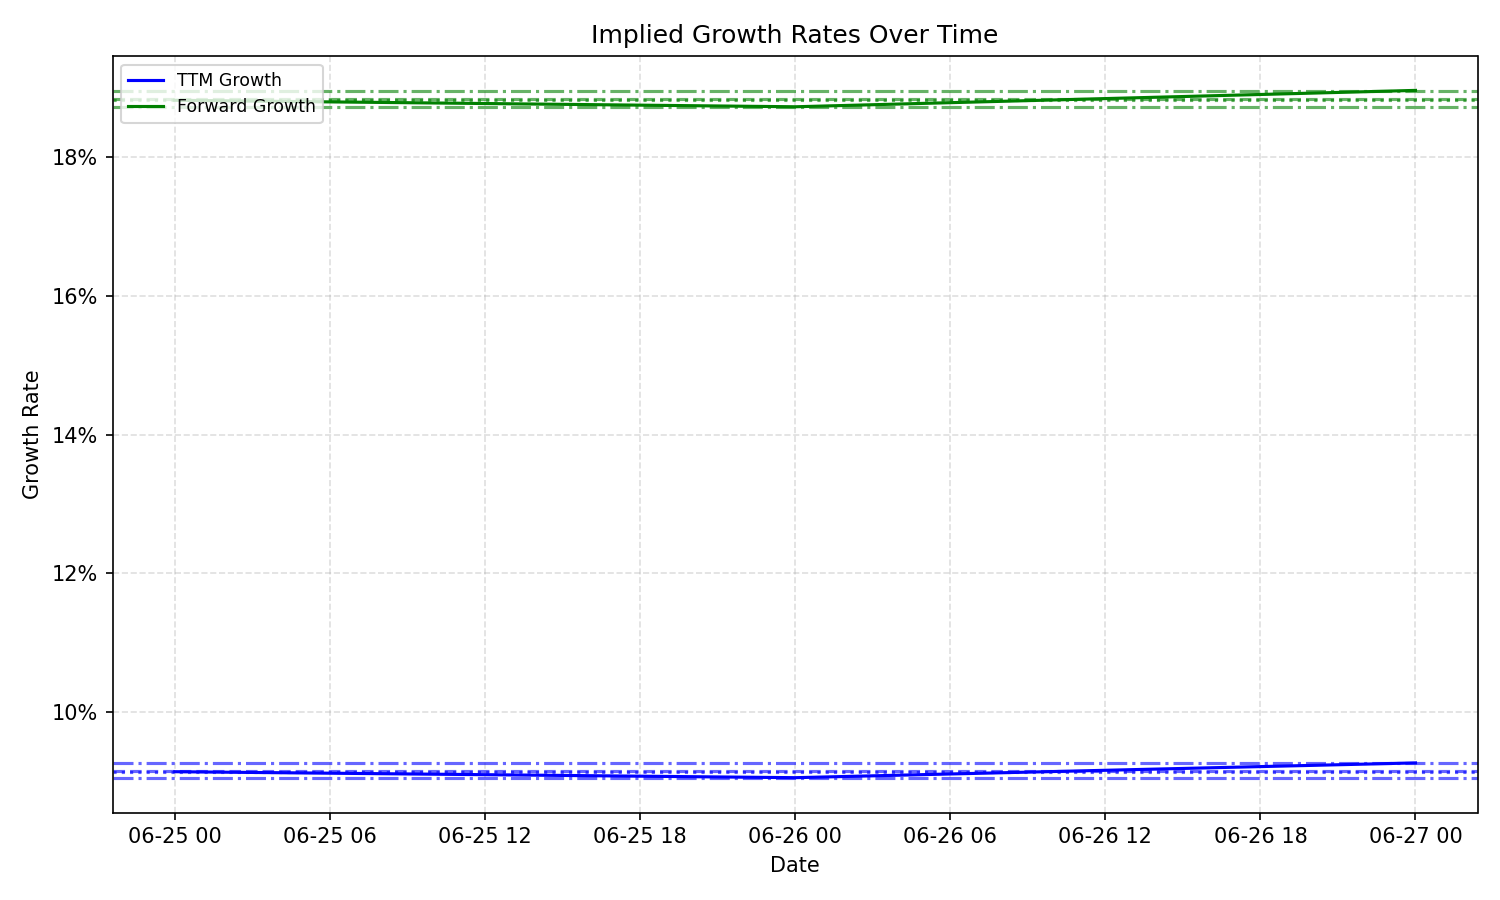 Implied Growth Rates Over Time
TTM Growth
Forward Growth
18%
16%
14%
12%
10%
Growth Rate
06-25 00 06-25 06 06-25 12 06-25 18 06-26 00 06-26 06 06-26 12 06-26 18 06-27 00
Date